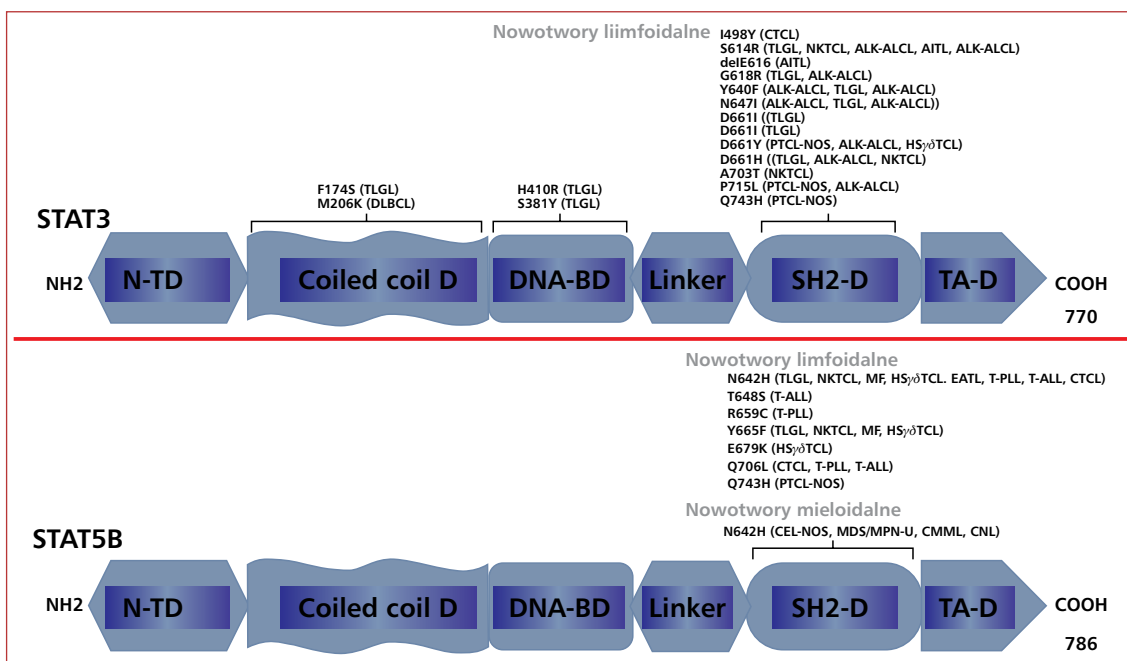 Nowotwory liimfoidalne
I498Y (CTCL)
S614R (TLGL, NKTCL, ALK-ALCL, AITL, ALK-ALCL)
delE616 (AITL)
G618R (TLGL, ALK-ALCL)
Y640F (ALK-ALCL, TLGL, ALK-ALCL)
N647I (ALK-ALCL, TLGL, ALK-ALCL))
D661I ((TLGL)
D661I (TLGL)
D661Y (PTCL-NOS, ALK-ALCL, HSγδTCL)
D661H ((TLGL, ALK-ALCL, NKTCL)
A703T (NKTCL)
P715L (PTCL-NOS, ALK-ALCL)
Q743H (PTCL-NOS)
F174S (TLGL)
M206K (DLBCL)
H410R (TLGL)
S381Y (TLGL)
STAT3
NH2 N-TD Coiled coil D DNA-BD Linker SH2-D TA-D COOH
770
Nowotwory limfoidalne
N642H (TLGL, NKTCL, MF, HSγδTCL. EATL, T-PLL, T-ALL, CTCL)
T648S (T-ALL)
R659C (T-PLL)
Y665F (TLGL, NKTCL, MF, HSγδTCL)
E679K (HSγδTCL)
Q706L (CTCL, T-PLL, T-ALL)
Q743H (PTCL-NOS)
Nowotwory mieloidalne
N642H (CEL-NOS, MDS/MPN-U, CMML, CNL)
STAT5B
NH2 N-TD Coiled coil D DNA-BD Linker SH2-D TA-D COOH
786